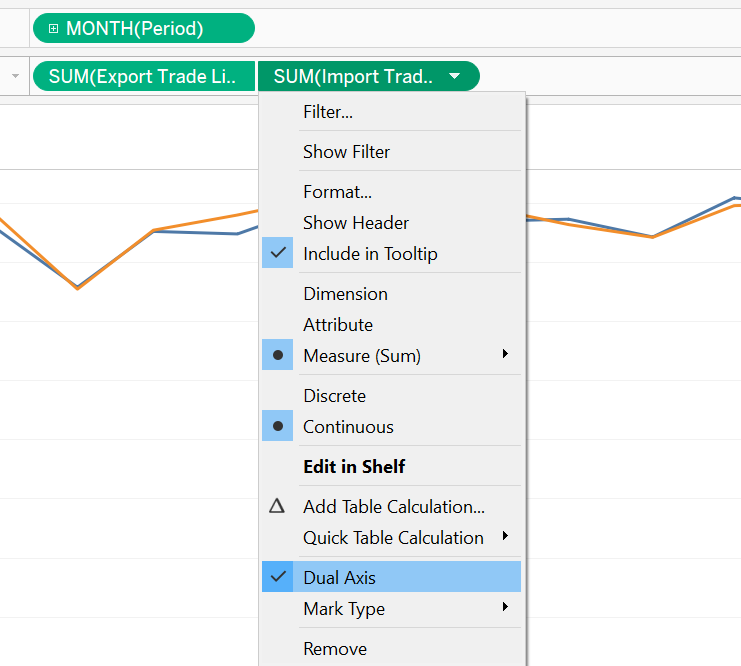 MONTH(Period)
SUM(Export Trade Li..
SUM(Import Trad..
Filter...
Show Filter
Format...
Show Header
Include in Tooltip
Dimension
Attribute
Measure (Sum)
Discrete
Continuous
Edit in Shelf
Add Table Calculation...
Quick Table Calculation
Dual Axis
Mark Type
Remove